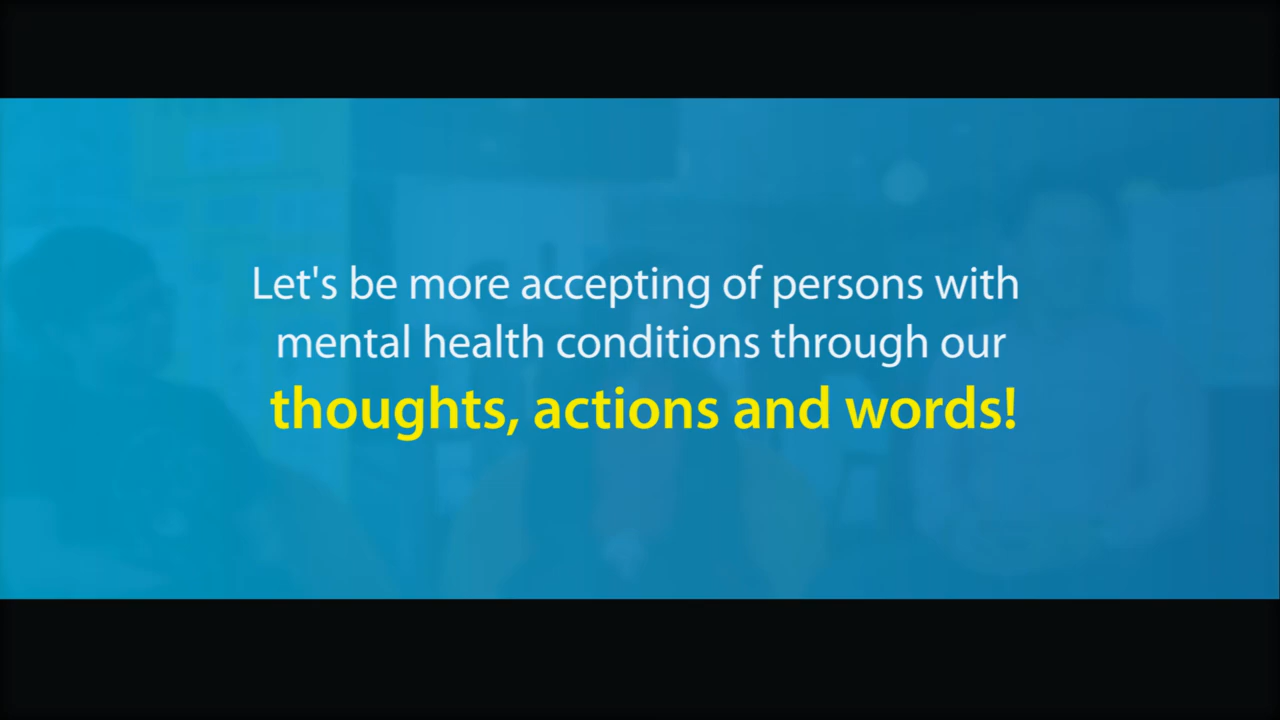 Let's be more accepting of persons with
mental health conditions through our
thoughts, actions and words!